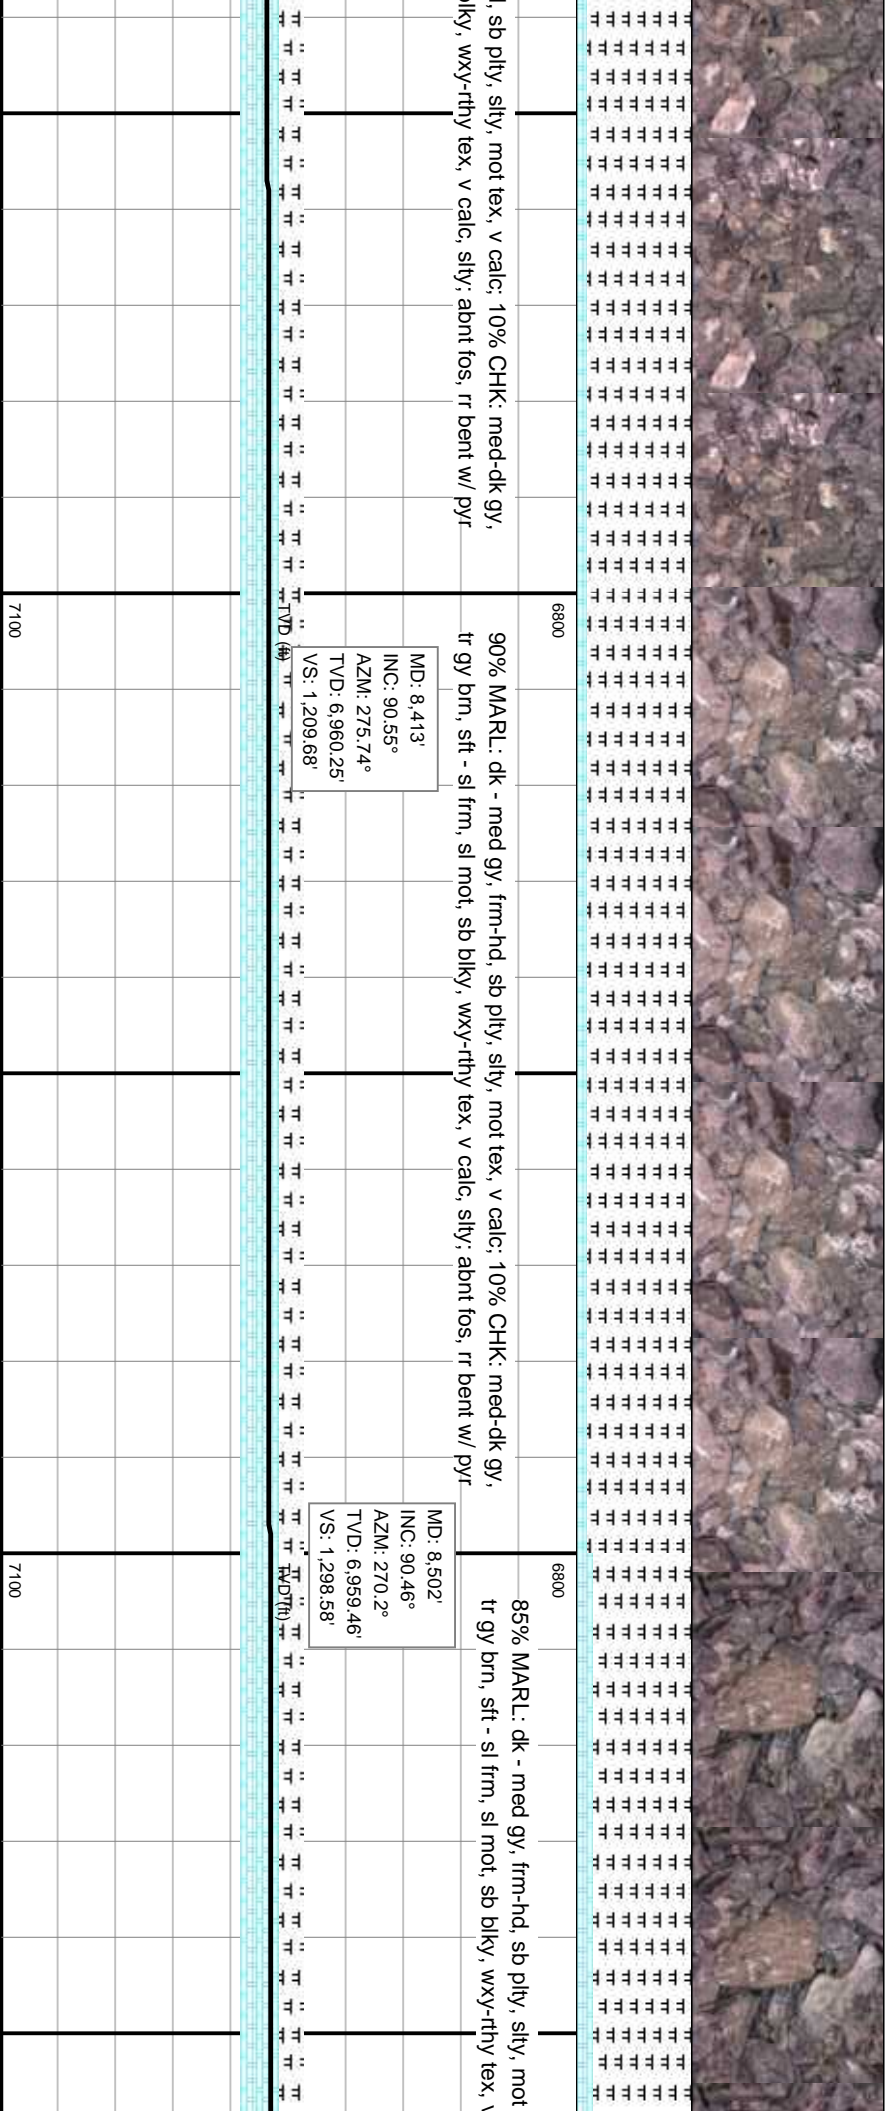 l, sb plty, slty, mot tex, v calc; 10% CHK: med-dk gy,
blky, wxy-rthy tex, v calc, slty; abnt fos, rr bent w/ pyr
6800
TVD (ft)
7100
90% MARL: dk - med gy, frm-hd, sb plty, slty, mot tex, v calc; 10% CHK: med-dk gy,
tr gy brn, sft - sl frm, sl mot, sb blky, wxy-rthy tex, v calc, slty; abnt fos, rr bent w/ pyr
MD: 8,413'
INC: 90.55°
AZM: 275.74°
TVD: 6,960.25'
VS: 1,209.68'
6800
TVD (ft)
7100
MD: 8,502'
INC: 90.46°
AZM: 270.2°
TVD: 6,959.46'
VS: 1,298.58'
85% MARL: dk - med gy, frm-hd, sb plty, slty, mot
tr gy brn, sft - sl frm, sl mot, sb blky, wxy-rthy tex, v